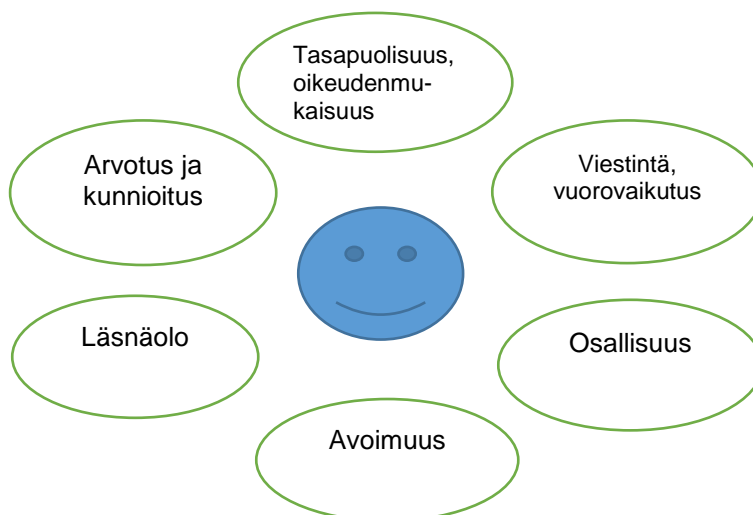 Tasapuolisuus,
oikeudenmu-
kaisuus
Arvotus ja
kunnioitus
Viestintä,
vuorovaikutus
Läsnäolo
Osallisuus
Avoimuus